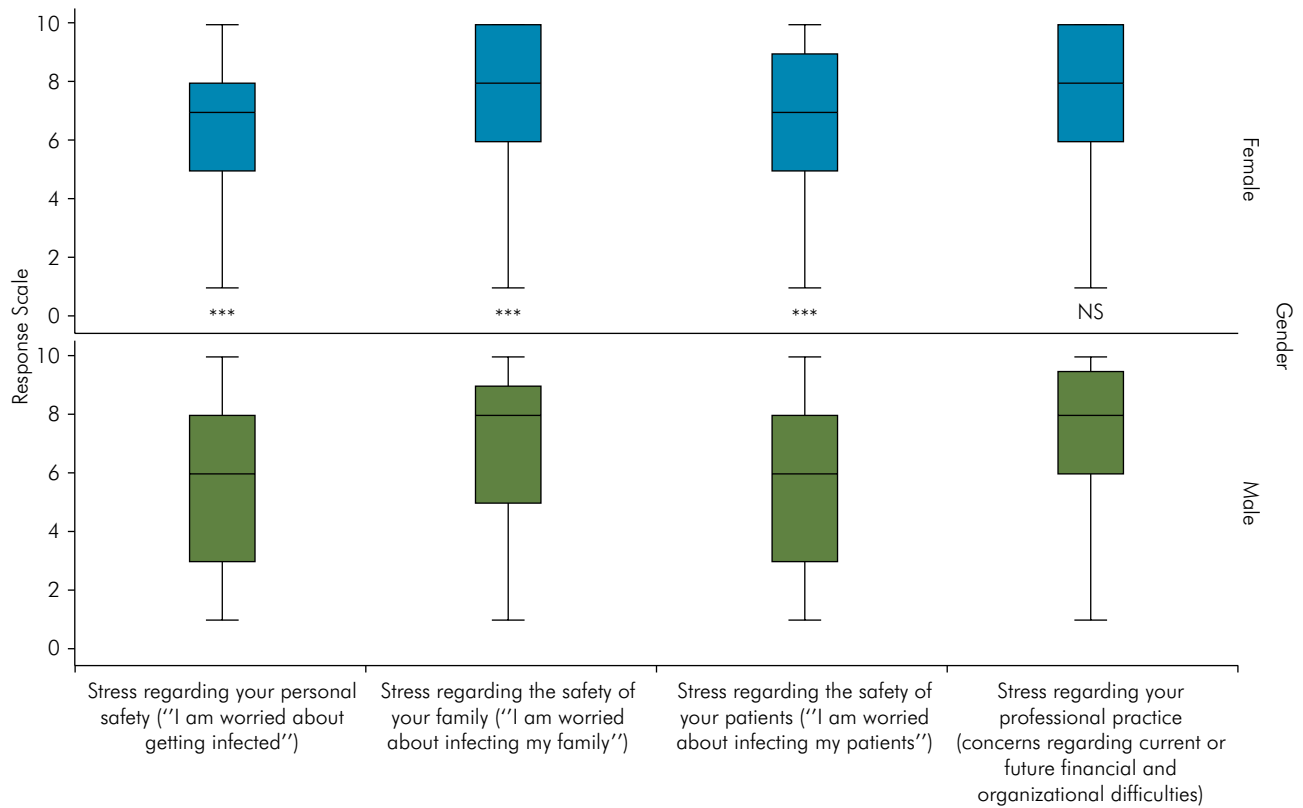 Response Scale
10
8
6
4
2
0
***
***
***
NS
Female
10
8
6
4
2
0
Male
Gender
Stress regarding your personal
safety (‘‘I am worried about
getting infected’’)
Stress regarding the safety of
your family (‘‘I am worried
about infecting my family’’)
Stress regarding the safety of
your patients (‘‘I am worried
about infecting my patients’’)
Stress regarding your
professional practice
(concerns regarding current or
future financial and
organizational difficulties)